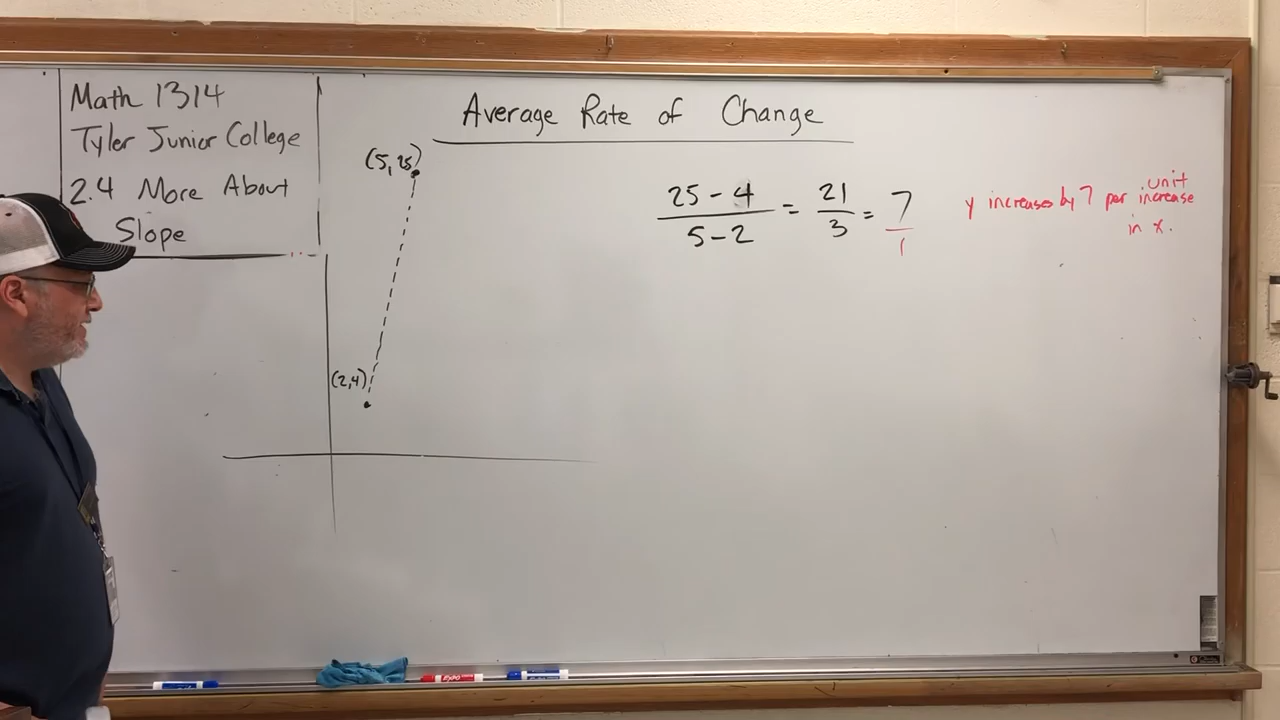 Math 1314
Tyler Junior College
2.4 More About
Slope
Average Rate of Change
(5,25)
(2,4)
25 - 4 / 5 - 2 = 21 / 3 = 7 / 1
y increases by 7 per unit increase
in x.
EXPO